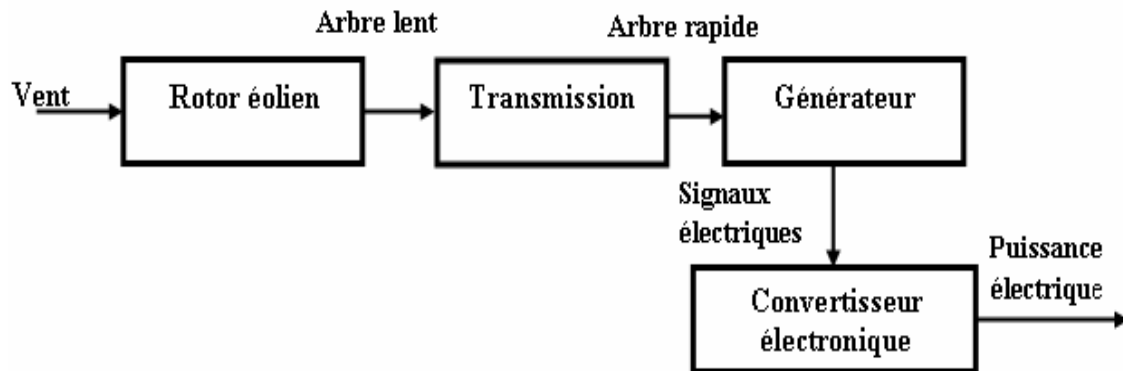 Arbre lent
Arbre rapide
Vent
Rotor éolien
Transmission
Générateur
Signaux
électriques
Puissance
électrique
Convertisseur
électronique